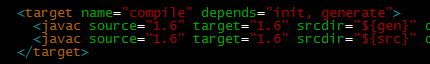 <target name="compile" depends="init, generate">
<javac source="1.6" target="1.6" srcdir="${gen}"
<javac source="1.6" target="1.6" srcdir="${src}"
</target>